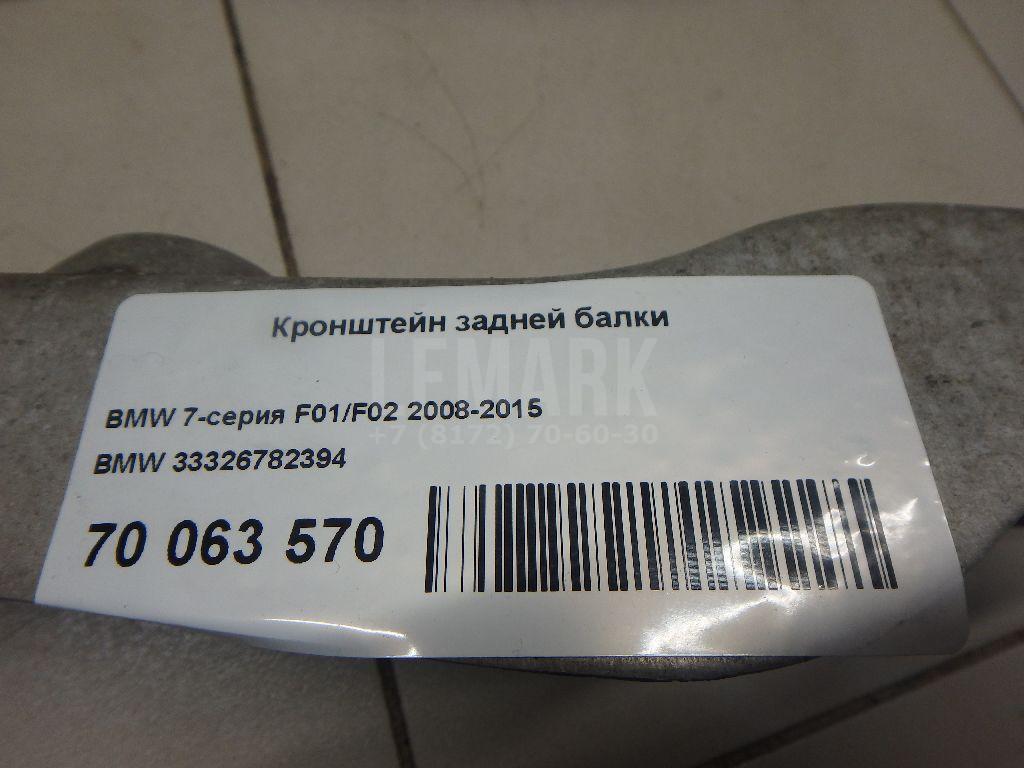 Кронштейн задней балки
LEMARK
BMW 7-серия F01/F02 2008-2015
+7 (8172) 70-60-30
BMW 33326782394
70 063 570